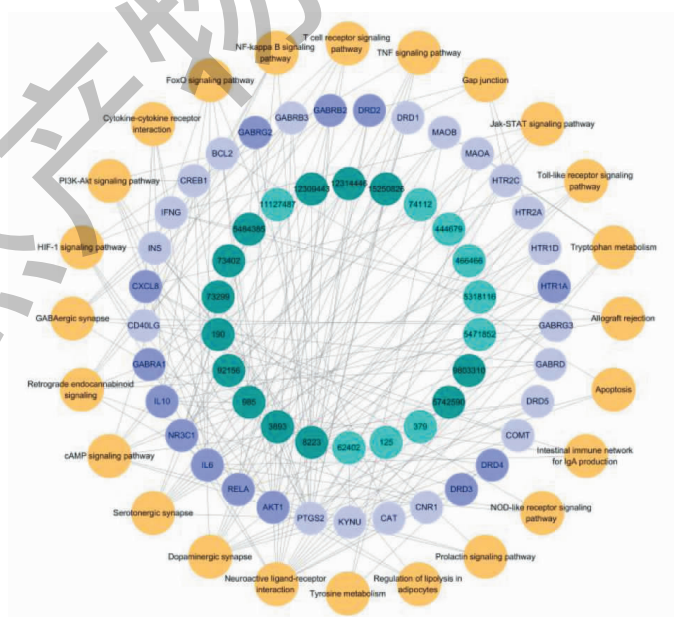 NF-kappa B signaling
pathway
T cell receptor signaling
pathway
TNF signaling pathway
FoxO signaling pathway
Gap junction
Cytokine-cytokine receptor
interaction
Jak-STAT signaling pathway
PI3K-Akt signaling pathway
Toll-like receptor signaling
pathway
HIF-1 signaling pathway
Tryptophan metabolism
GABAergic synapse
Allograft rejection
Retrograde endocannabinoid
signaling
Apoptosis
cAMP signaling pathway
Intestinal immune network
for IgA production
Serotonergic synapse
NOD-like receptor signaling
pathway
Dopaminergic synapse
Prolactin signaling pathway
Neuroactive ligand-receptor
interaction
Tyrosine metabolism
Regulation of lipolysis in
adipocytes
GABRB3
GABRB2
DRD2
DRD1
MAOB
MAOA
HTR2C
HTR2A
HTR1D
HTR1A
GABRG3
GABRD
DRD5
COMT
DRD4
DRD3
CNR1
CAT
KYNU
PTGS2
AKT1
RELA
IL6
NR3C1
IL10
GABRA1
CD40LG
CXCL8
INS
IFNG
CREB1
BCL2
GABRG2
12309443
12314446
15250826
74112
444679
466466
5318116
5471852
9803310
5742590
379
125
62402
8223
3893
985
92156
190
73299
73402
5484385
11127487
产物